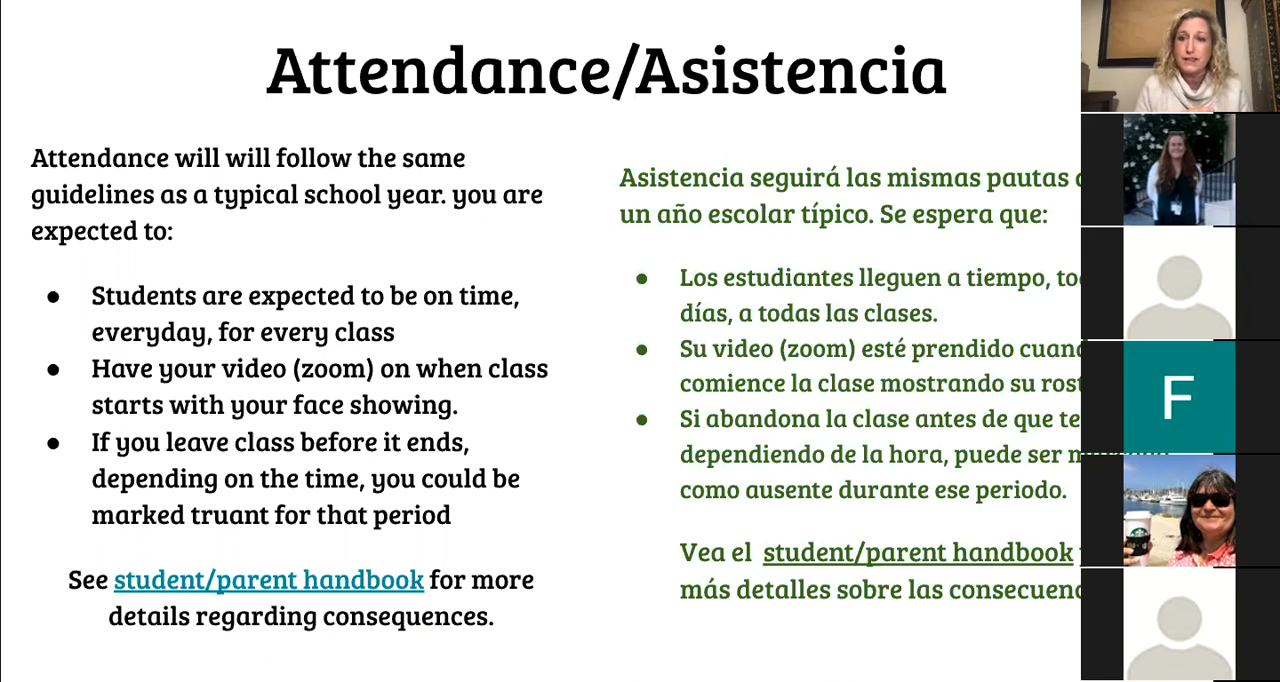 Attendance/Asistencia
Attendance will will follow the same
guidelines as a typical school year. you are
expected to:
● Students are expected to be on time,
everyday, for every class
● Have your video (zoom) on when class
starts with your face showing.
● If you leave class before it ends,
depending on the time, you could be
marked truant for that period
See student/parent handbook for more
details regarding consequences.
Asistencia seguirá las mismas pautas
un año escolar típico. Se espera que:
● Los estudiantes lleguen a tiempo,
días, a todas las clases.
● Su video (zoom) esté prendido
comience la clase mostrando su
● Si abandona la clase antes de que
dependiendo de la hora, puede ser
como ausente durante ese periodo.
Vea el student/parent handbook
más detalles sobre las
F